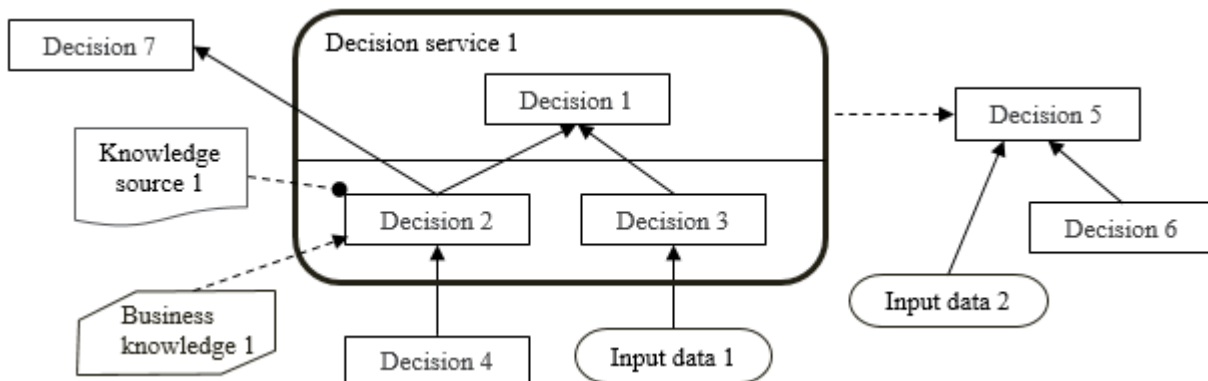 Decision 7
Decision service 1
Decision 1
Decision 5
Knowledge
source 1
Decision 2
Decision 3
Decision 6
Input data 2
Business
knowledge 1
Decision 4
Input data 1